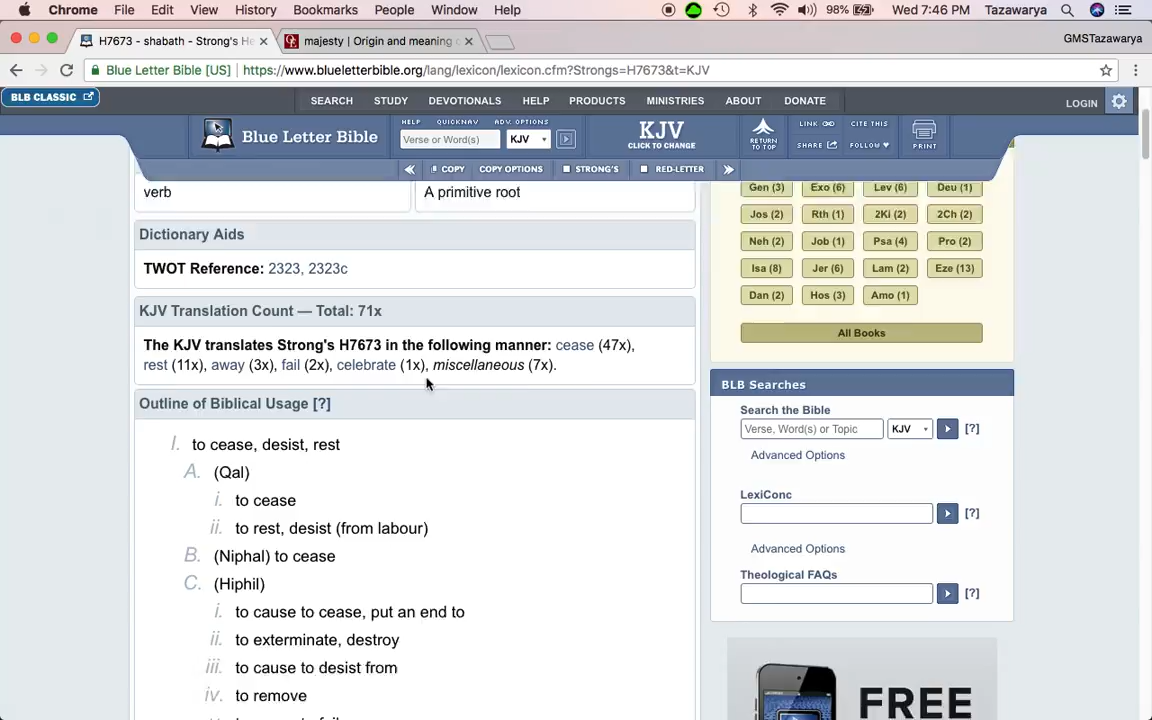 Chrome File Edit View History Bookmarks People Window Help 98% Wed 7:46 PM Tazawarya
H7673 - shabath - Strong's He majesty | Origin and meaning o GMSTazawarya
Blue Letter Bible [US] https://www.blueletterbible.org/lang/lexicon/lexicon.cfm?Strongs=H7673&t=KJV
BLB CLASSIC SEARCH STUDY DEVOTIONALS HELP PRODUCTS MINISTRIES ABOUT DONATE LOGIN
HELP QUICKNAV ADV. OPTIONS
Blue Letter Bible Verse or Word(s) KJV KJV CLICK TO CHANGE RETURN TO TOP LINK CITE THIS SHARE FOLLOW PRINT
COPY COPY OPTIONS STRONG'S RED-LETTER
verb A primitive root
Dictionary Aids
TWOT Reference: 2323, 2323c
KJV Translation Count — Total: 71x
The KJV translates Strong's H7673 in the following manner: cease (47x),
rest (11x), away (3x), fail (2x), celebrate (1x), miscellaneous (7x).
Outline of Biblical Usage [?]
I. to cease, desist, rest
A. (Qal)
i. to cease
ii. to rest, desist (from labour)
B. (Niphal) to cease
C. (Hiphil)
i. to cause to cease, put an end to
ii. to exterminate, destroy
iii. to cause to desist from
iv. to remove
Gen (3) Exo (6) Lev (6) Deu (1)
Jos (2) Rth (1) 2Ki (2) 2Ch (2)
Neh (2) Job (1) Psa (4) Pro (2)
Isa (8) Jer (6) Lam (2) Eze (13)
Dan (2) Hos (3) Amo (1)
All Books
BLB Searches
Search the Bible
Verse, Word(s) or Topic KJV [?]
Advanced Options
LexiConc
[?]
Advanced Options
Theological FAQs
[?]
FREE